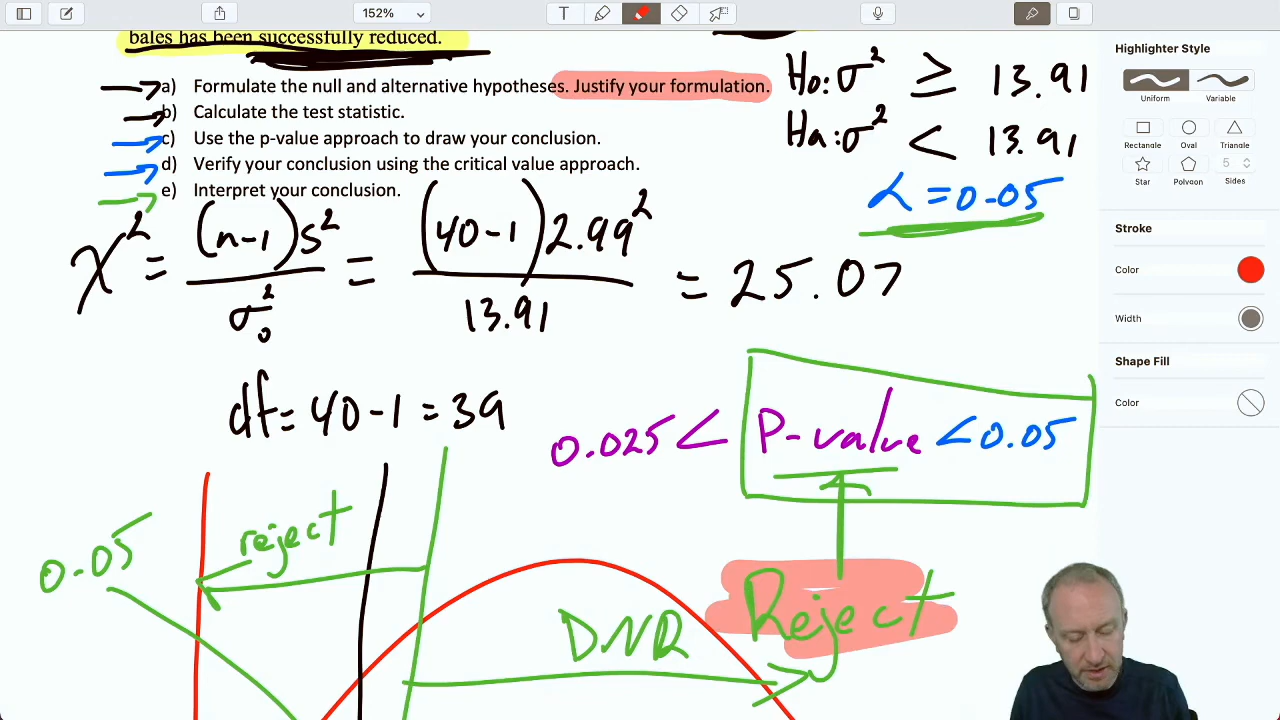 152%
T
bales has been successfully reduced.
a) Formulate the null and alternative hypotheses. Justify your formulation.
b) Calculate the test statistic.
c) Use the p-value approach to draw your conclusion.
d) Verify your conclusion using the critical value approach.
e) Interpret your conclusion.
Ho: σ² ≥ 13.91
Ha: σ² < 13.91
α = 0.05
χ² = (n-1)s² / σ₀² = (40-1)2.99² / 13.91 = 25.07
df = 40-1 = 39
0.025 < P-value < 0.05
0.05
reject
DNR
Reject
Highlighter Style
Uniform Variable
Rectangle Oval Triangle
5
Star Polygon Sides
Stroke
Color
Width
Shape Fill
Color